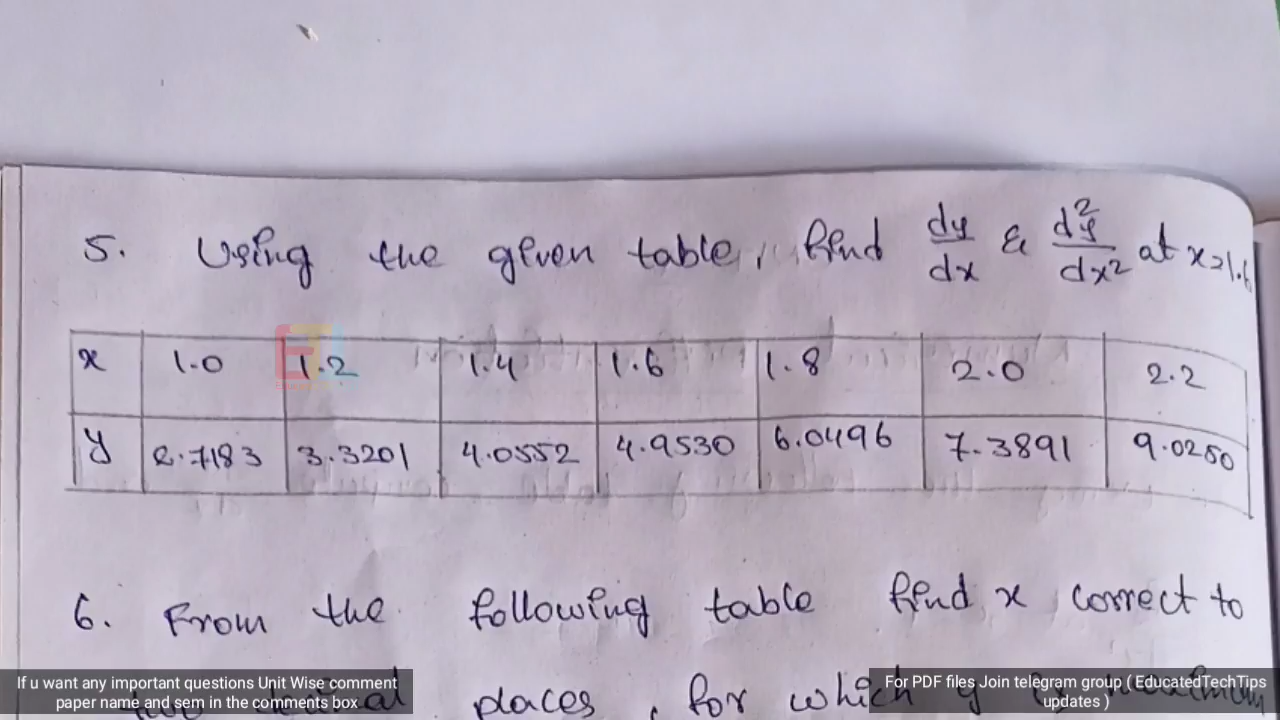 5. Using the given table, find dy/dx & d²y/dx² at x=1.6
x 1.0 1.2 1.4 1.6 1.8 2.0 2.2
y 2.7183 3.3201 4.0552 4.9530 6.0496 7.3891 9.0250
6. From the following table find x correct to
places, for which y is
If u want any important questions Unit Wise comment
paper name and sem in the comments box
For PDF files Join telegram group ( EducatedTechTips
updates )